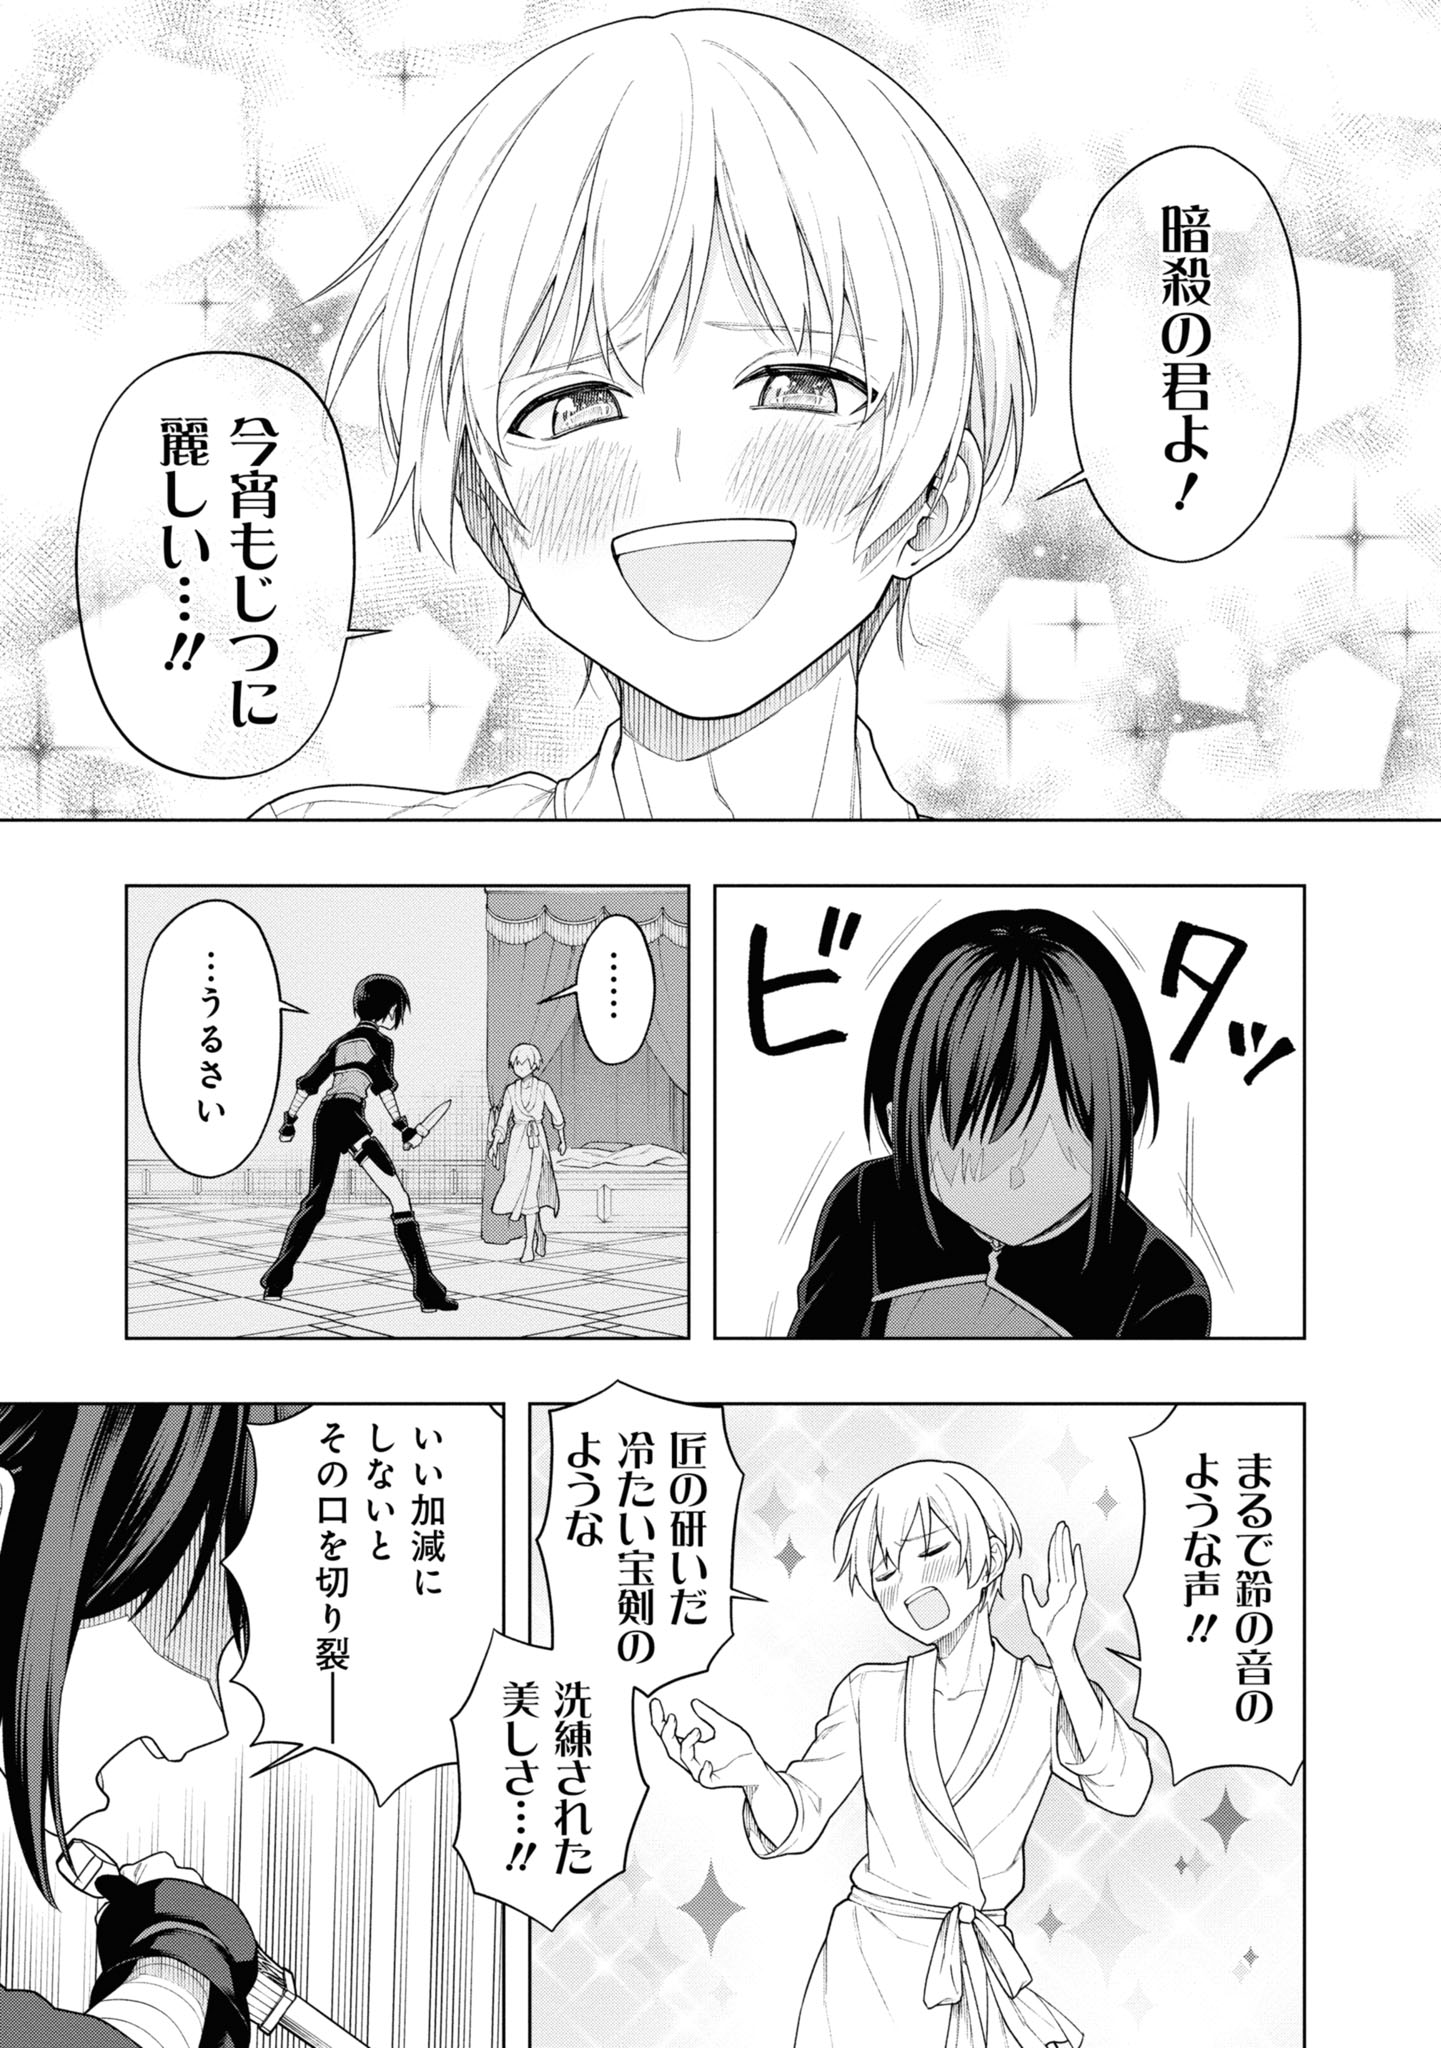 暗殺の君よ！
今宵もじつに
麗しい…‥!!
ビタッ
……
…うるさい
まるで鈴の音の
ような声!!
匠の研いだ
冷たい宝剣の
ような
洗練された
美しさ…‥!!
いい加減に
しないと
その口を切り裂──